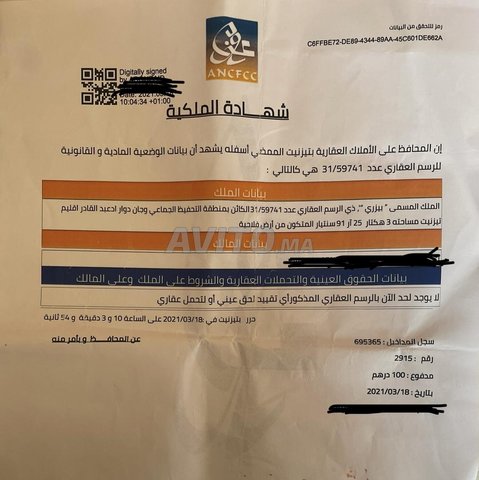 رمز للتحقق من البيانات
C6FFBE72-DE89-4344-89AA-45C601DE662A
ANCFCC
Digitally signed
by
10:04:34 +01:00
شهادة الملكية
إن المحافظ على الأملاك العقارية بتيزنيت الممضي أسفله يشهد أن بيانات الوضعية المادية و القانونية
للرسم العقاري عدد 31/59741 هي كالتالي :
بيانات الملك
الملك المسمى " بيزري "، ذي الرسم العقاري عدد 31/59741 الكائن بمنطقة التحفيظ الجماعي وجان دوار ادعبد القادر اقليم
تيزنيت مساحته 3 هكتار 25 آر 91 سنتيار المتكون من أرض فلاحية
AVITO.MA
بيانات المالك
بيانات الحقوق العينية والتحملات العقارية والشروط على الملك وعلى المالك
لا يوجد لحد الآن بالرسم العقاري المذكور أي تقييد لحق عيني أو لتحمل عقاري
حرر بتيزنيت في :2021/03/18 على الساعة 10 و 3 دقيقة و 54 ثانية
عن المحافظ و بأمر منه
سجل المداخيل : 695365
رقم : 2915
مدفوع : 100 درهم
بتاريخ : 2021/03/18